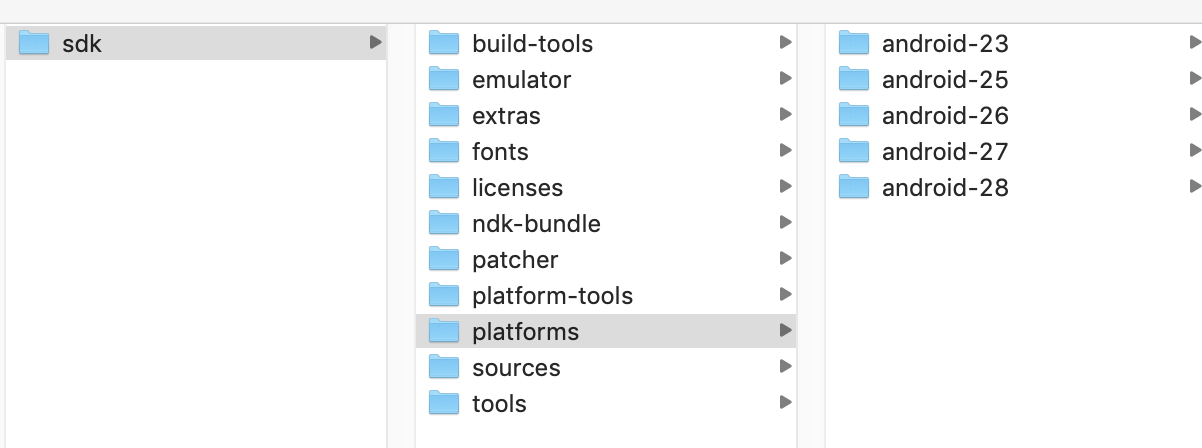 sdk
build-tools
emulator
extras
fonts
licenses
ndk-bundle
patcher
platform-tools
platforms
sources
tools
android-23
android-25
android-26
android-27
android-28